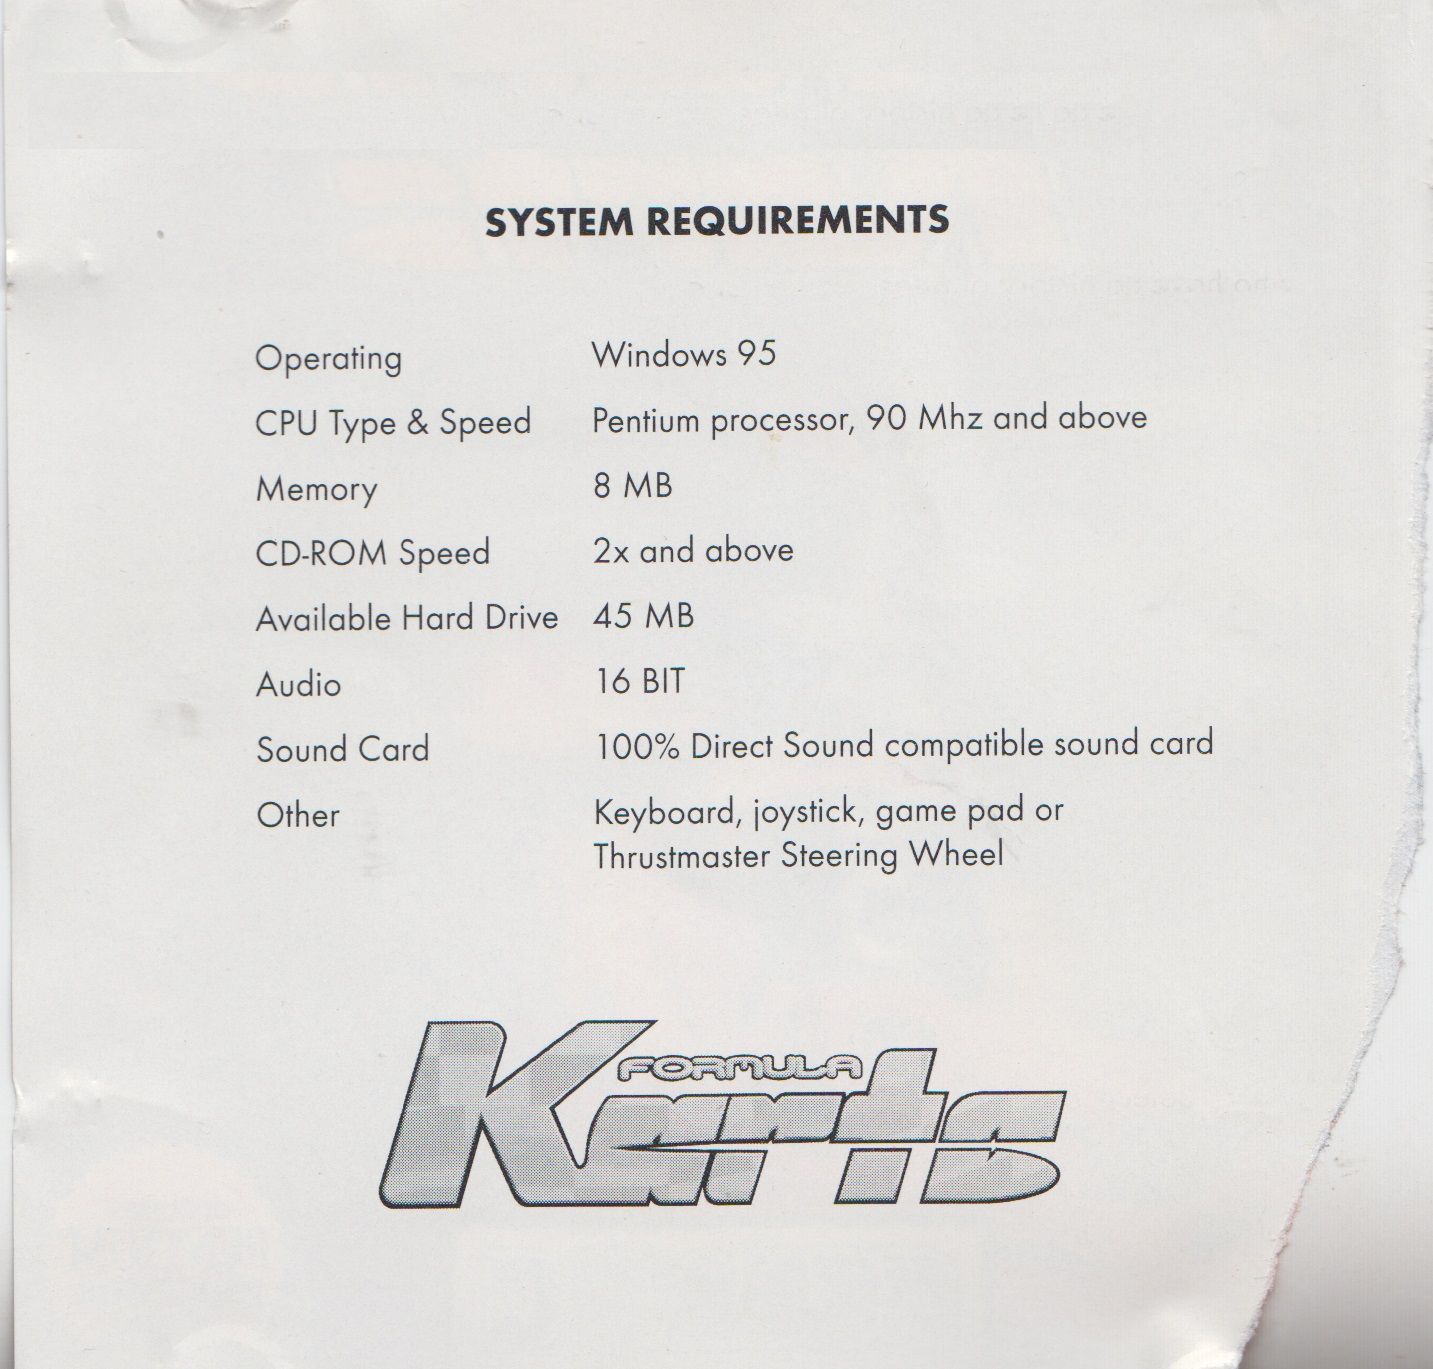 SYSTEM REQUIREMENTS
Operating Windows 95
CPU Type & Speed Pentium processor, 90 Mhz and above
Memory 8 MB
CD-ROM Speed 2x and above
Available Hard Drive 45 MB
Audio 16 BIT
Sound Card 100% Direct Sound compatible sound card
Other Keyboard, joystick, game pad or
Thrustmaster Steering Wheel
FORMULA
Karts